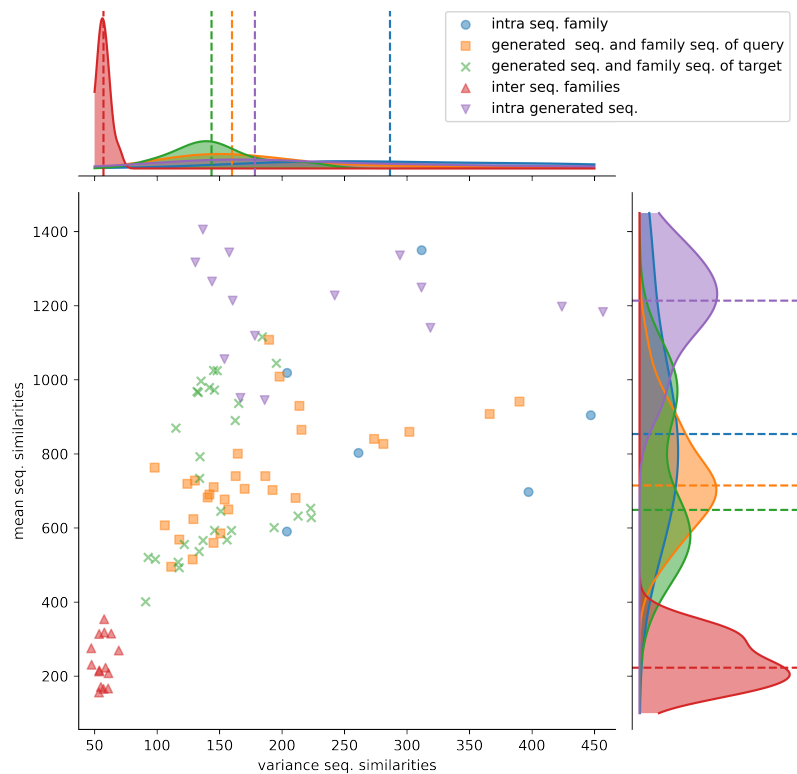 intra seq. family
generated  seq. and family seq. of query
generated seq. and family seq. of target
inter seq. families
intra generated seq.
1400
1200
1000
800
600
400
200
mean seq. similarities
50 100 150 200 250 300 350 400 450
variance seq. similarities